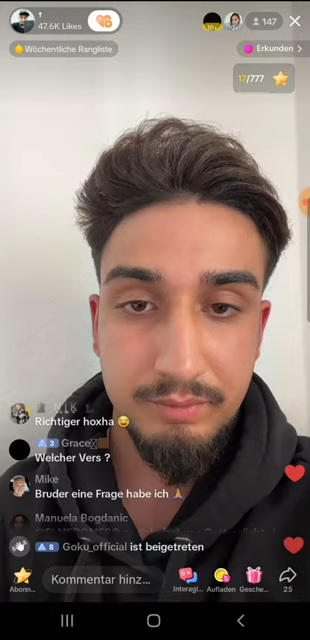 47.6K Likes
147
Wöchentliche Rangliste
Erkunden
17/777
Richtiger hoxha 😂
3 Grace
Welcher Vers ?
Mike
Bruder eine Frage habe ich 🙏
Manuela Bogdanic
8 Goku_official ist beigetreten
Abonn...
Kommentar hinz...
Interagi...
Aufladen
Gesche...
25